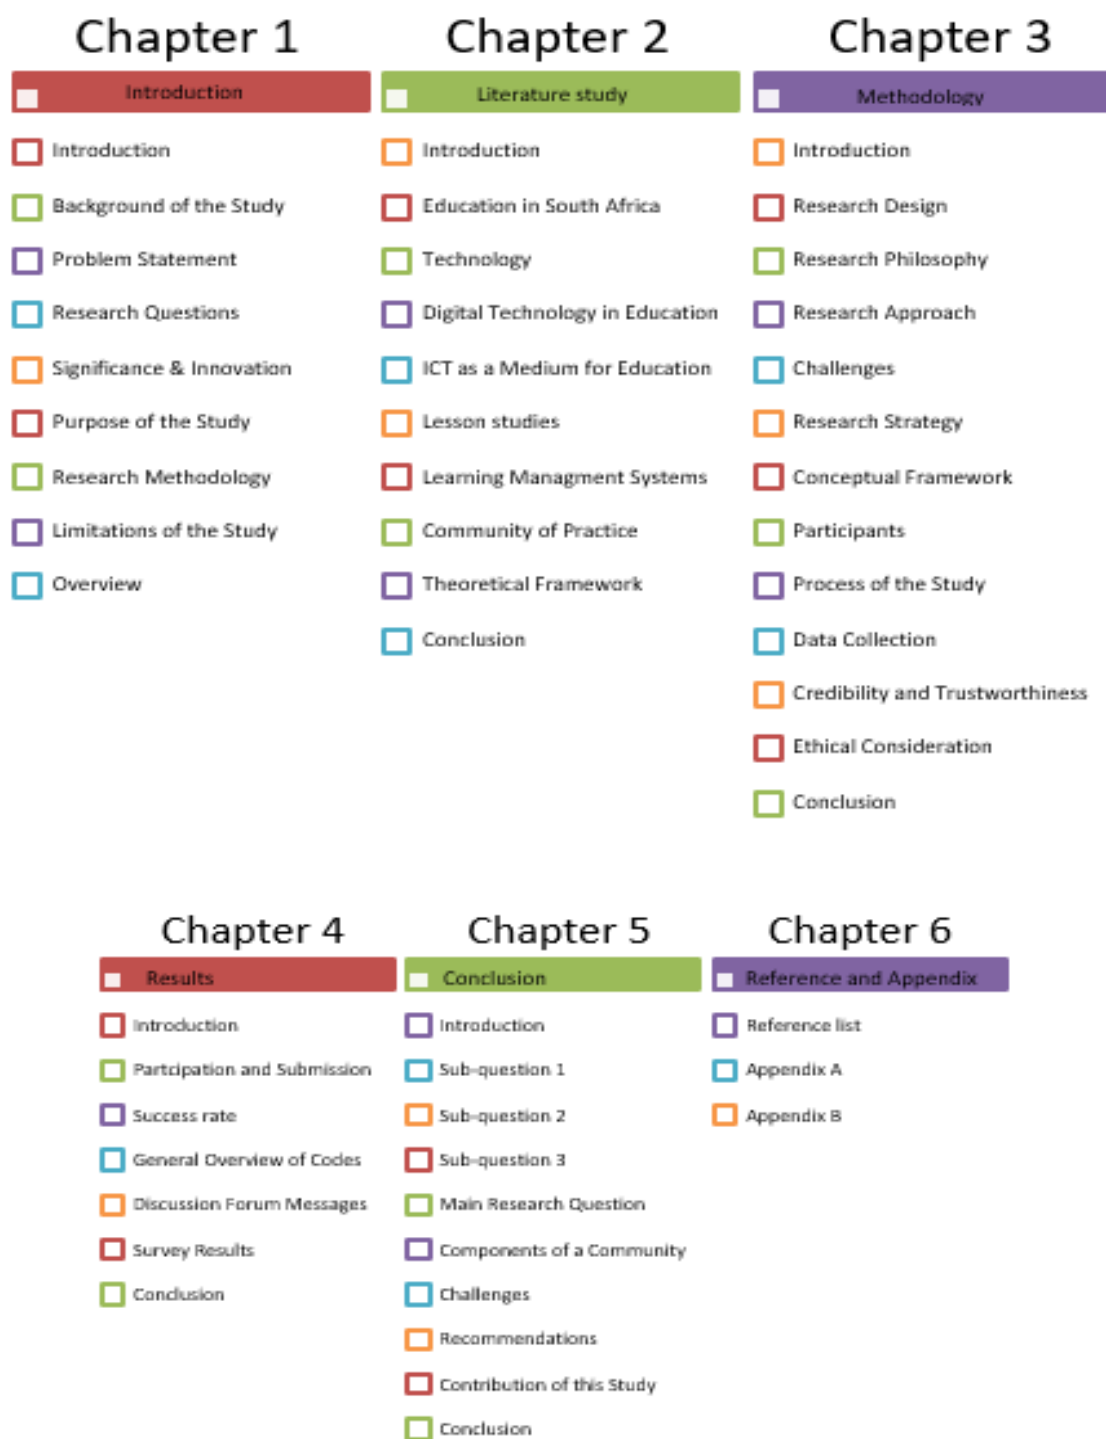 Chapter 1
Introduction
Introduction
Background of the Study
Problem Statement
Research Questions
Significance & Innovation
Purpose of the Study
Research Methodology
Limitations of the Study
Overview
Chapter 2
Literature study
Introduction
Education in South Africa
Technology
Digital Technology in Education
ICT as a Medium for Education
Lesson studies
Learning Managment Systems
Community of Practice
Theoretical Framework
Conclusion
Chapter 3
Methodology
Introduction
Research Design
Research Philosophy
Research Approach
Challenges
Research Strategy
Conceptual Framework
Participants
Process of the Study
Data Collection
Credibility and Trustworthiness
Ethical Consideration
Conclusion
Chapter 4
Results
Introduction
Partcipation and Submission
Success rate
General Overview of Codes
Discussion Forum Messages
Survey Results
Conclusion
Chapter 5
Conclusion
Introduction
Sub-question 1
Sub-question 2
Sub-question 3
Main Research Question
Components of a Community
Challenges
Recommendations
Contribution of this Study
Conclusion
Chapter 6
Reference and Appendix
Reference list
Appendix A
Appendix B